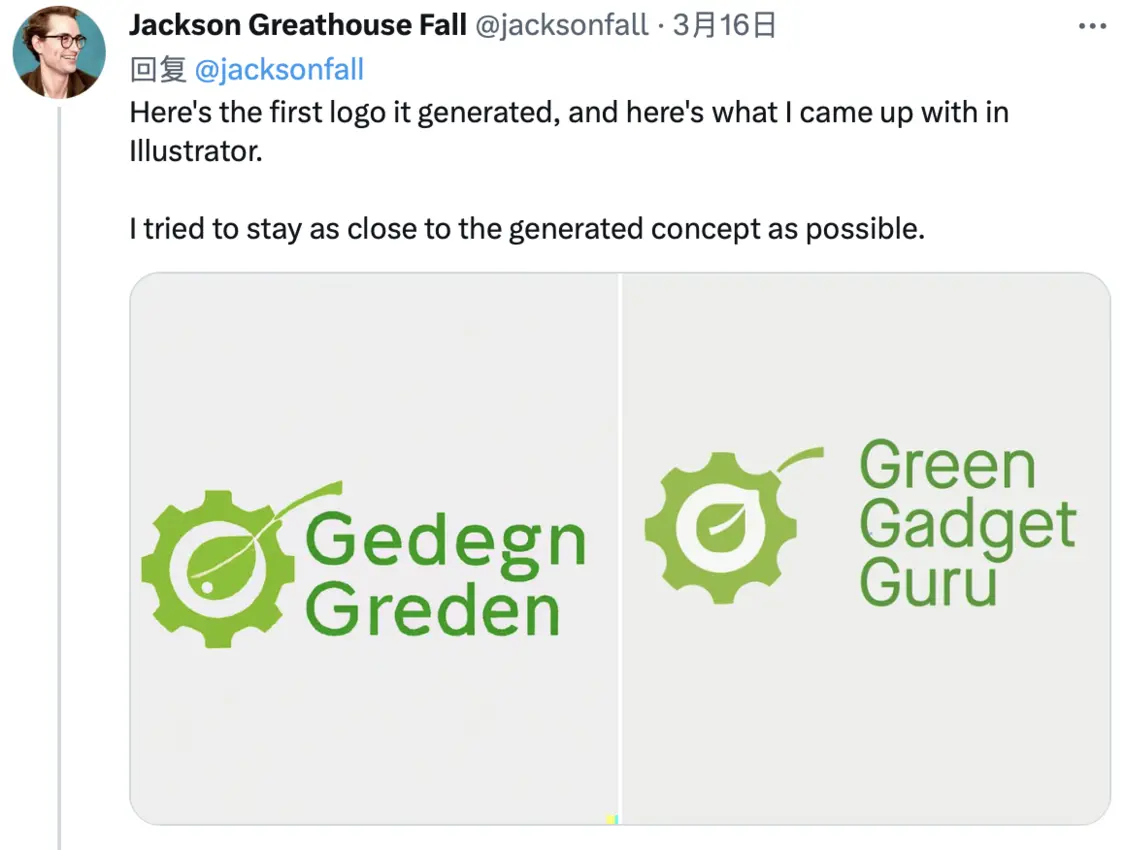 Jackson Greathouse Fall @jacksonfall · 3月16日
回复 @jacksonfall
Here's the first logo it generated, and here's what I came up with in
Illustrator.
I tried to stay as close to the generated concept as possible.
Gedegn
Greden
Green
Gadget
Guru